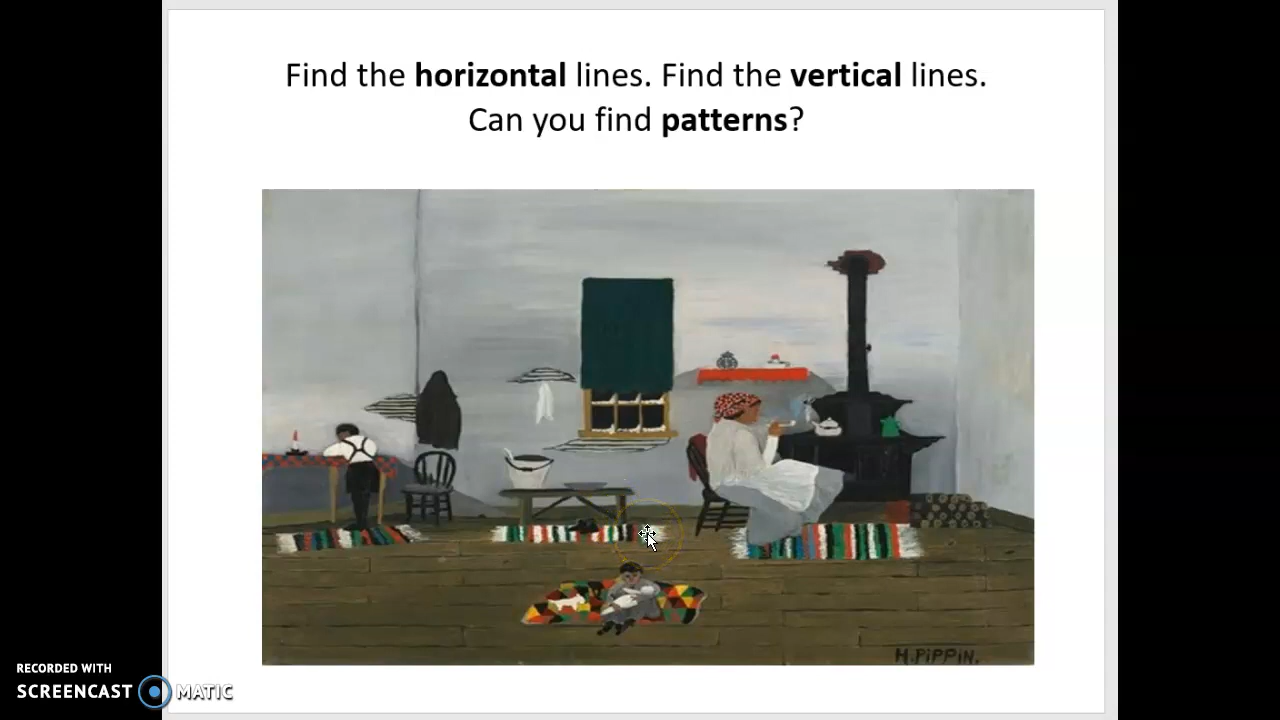 Find the horizontal lines. Find the vertical lines.
Can you find patterns?
H. PiPPiN.
RECORDED WITH
SCREENCAST MATIC